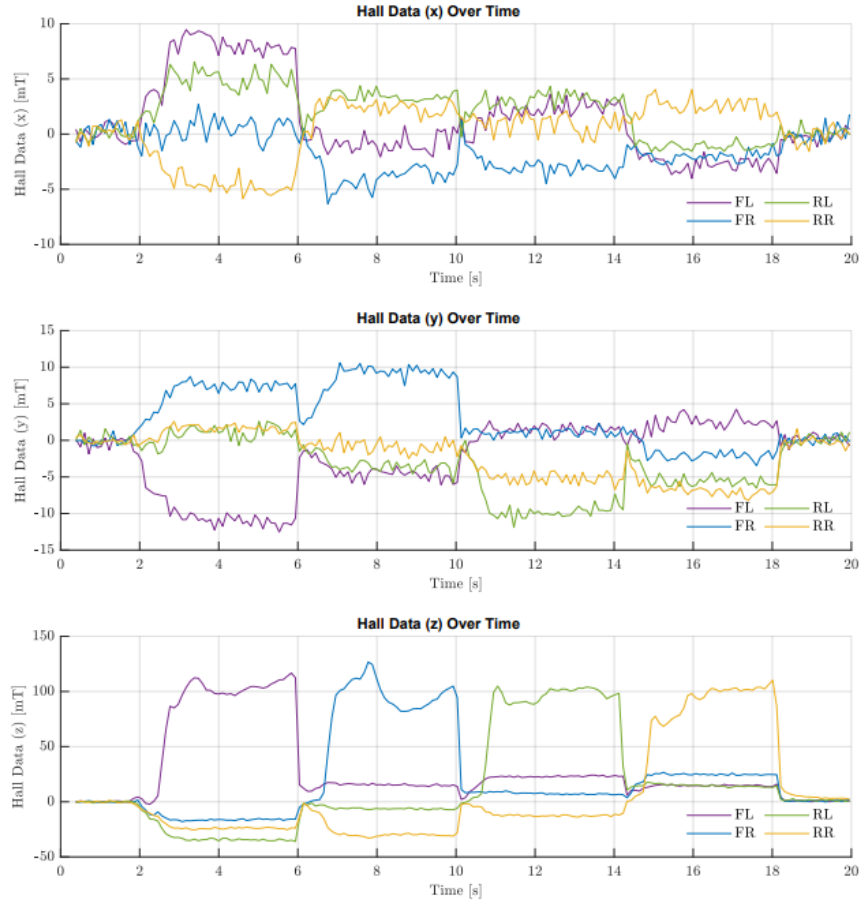 Hall Data (x) Over Time
10
5
0
-5
-10
Hall Data (x) [mT]
FL RL
FR RR
0 2 4 6 8 10 12 14 16 18 20
Time [s]
Hall Data (y) Over Time
15
10
5
0
-5
-10
-15
Hall Data (y) [mT]
FL RL
FR RR
0 2 4 6 8 10 12 14 16 18 20
Time [s]
Hall Data (z) Over Time
150
100
50
0
-50
Hall Data (z) [mT]
FL RL
FR RR
0 2 4 6 8 10 12 14 16 18 20
Time [s]